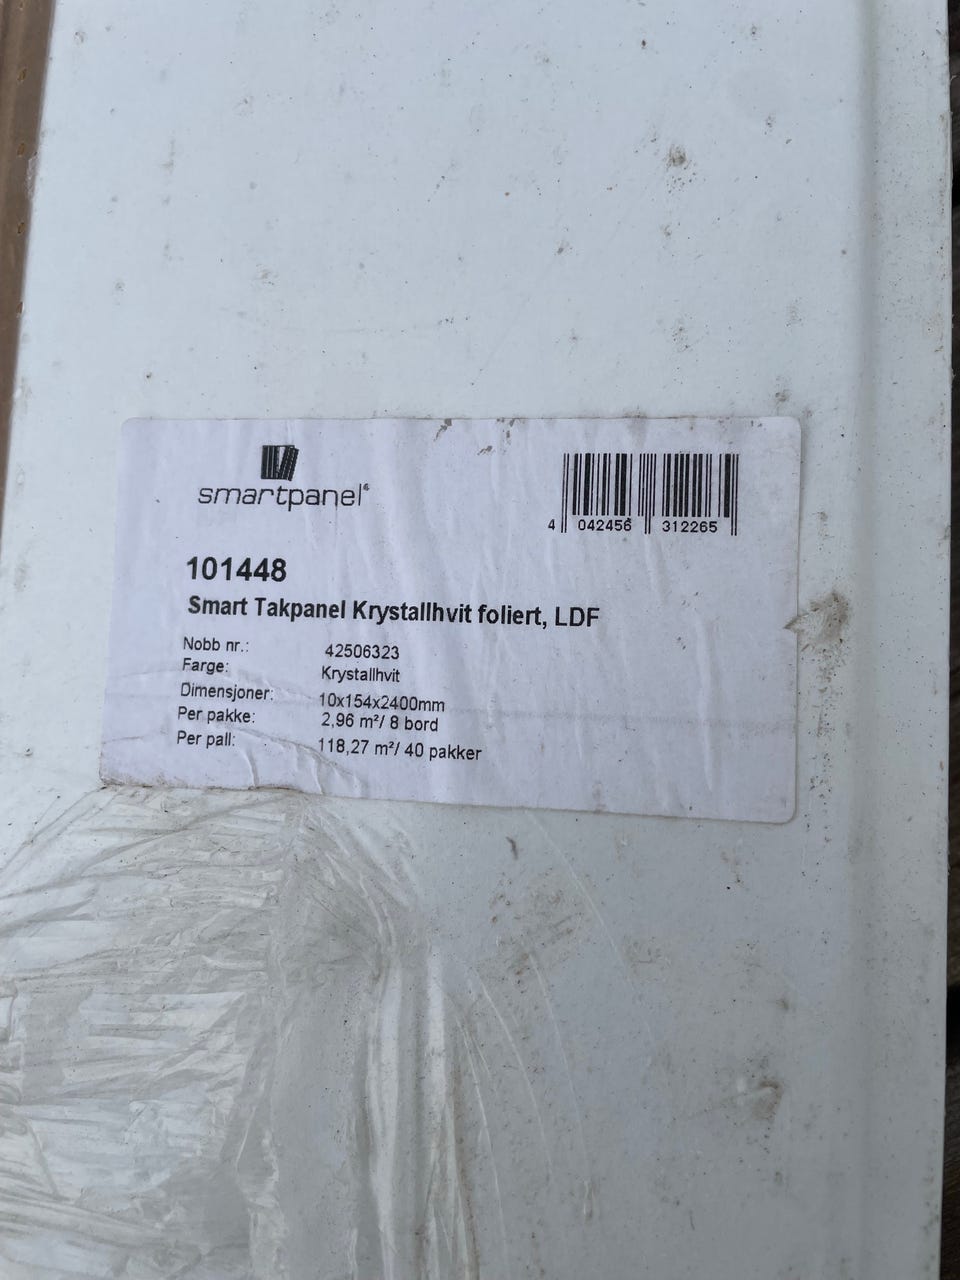 smartpanel®
4 042456 312265
101448
Smart Takpanel Krystallhvit foliert, LDF
Nobb nr.: 42506323
Farge: Krystallhvit
Dimensjoner: 10x154x2400mm
Per pakke: 2,96 m²/ 8 bord
Per pall: 118,27 m²/ 40 pakker